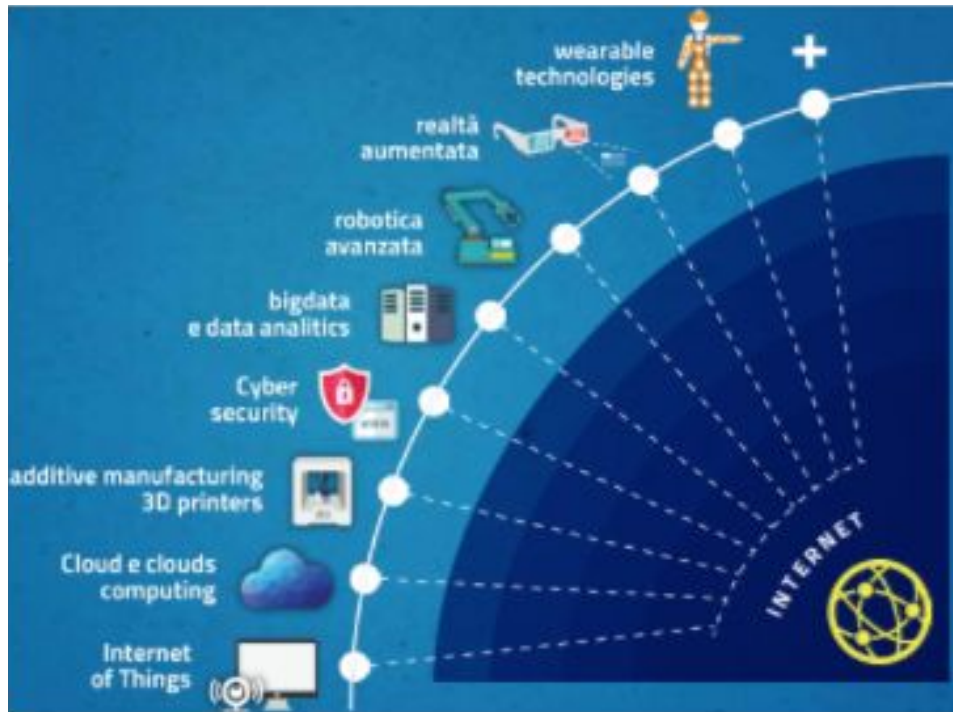 wearable
technologies
+
realtà
aumentata
robotica
avanzata
bigdata
e data analitics
Cyber
security
www
additive manufacturing
3D printers
Cloud e clouds
computing
Internet
of Things
INTERNET